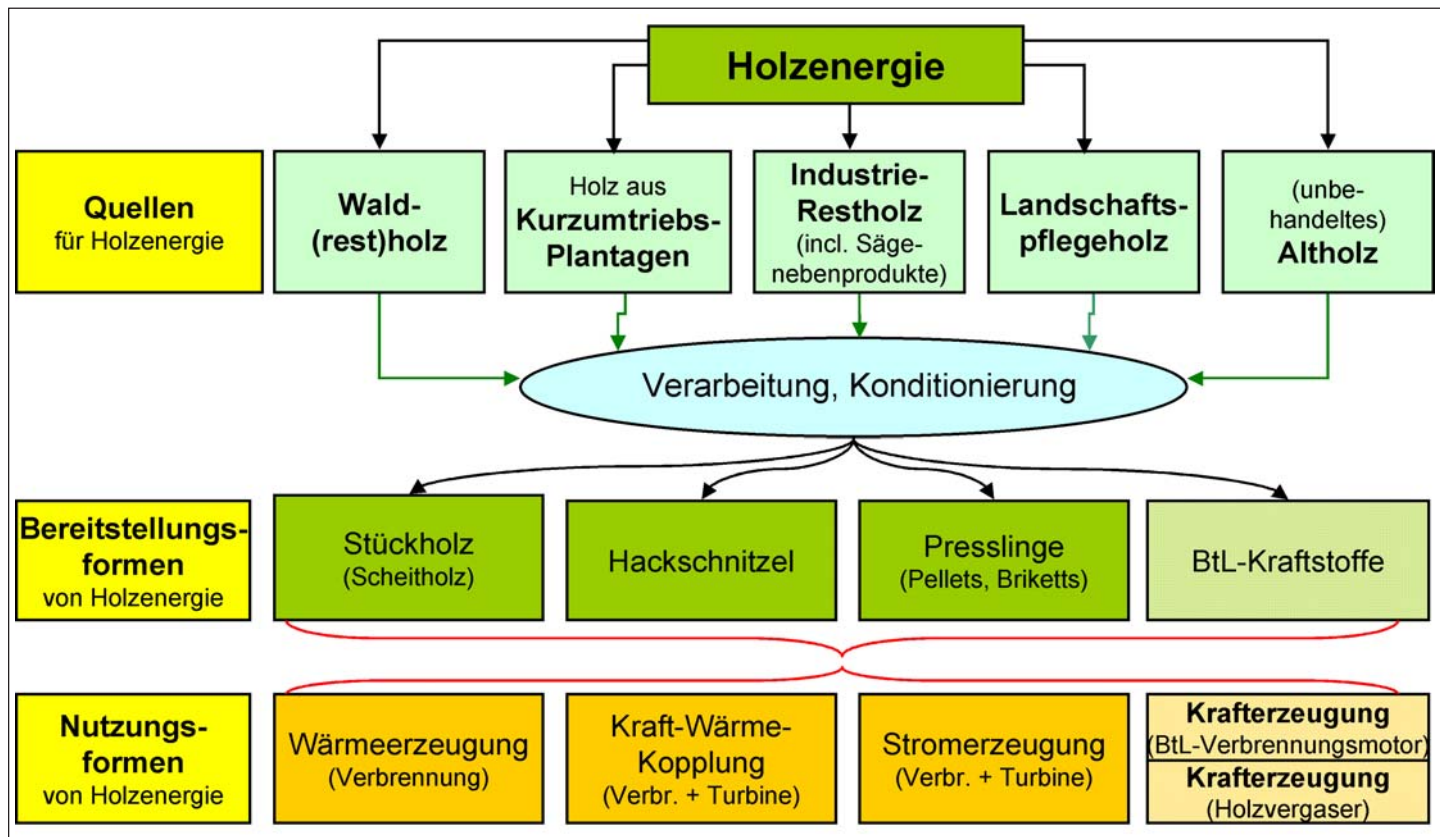 Holzenergie
Quellen
für Holzenergie
Wald-
(rest)holz
Holz aus
Kurzumtriebs-
Plantagen
Industrie-
Restholz
(incl. Säge-
nebenprodukte)
Landschafts-
pflegeholz
(unbe-
handeltes)
Altholz
Verarbeitung, Konditionierung
Bereitstellungs-
formen
von Holzenergie
Stückholz
(Scheitholz)
Hackschnitzel
Presslinge
(Pellets, Briketts)
BtL-Kraftstoffe
Nutzungs-
formen
von Holzenergie
Wärmeerzeugung
(Verbrennung)
Kraft-Wärme-
Kopplung
(Verbr. + Turbine)
Stromerzeugung
(Verbr. + Turbine)
Krafterzeugung
(BtL-Verbrennungsmotor)
Krafterzeugung
(Holzvergaser)